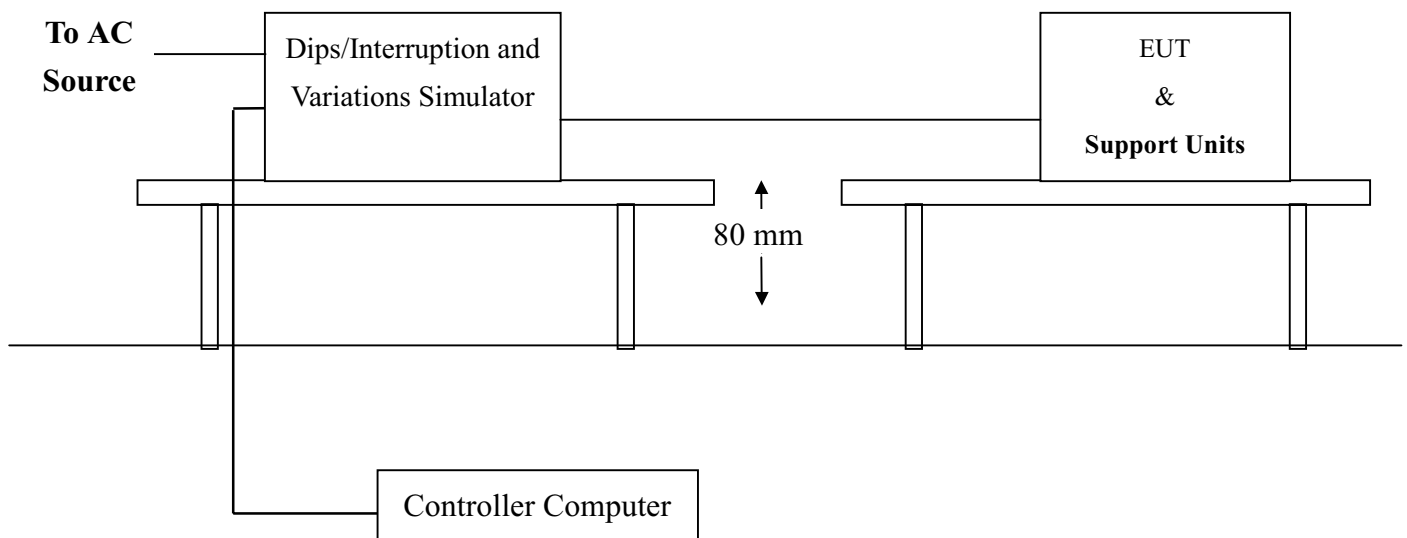 To AC
Source
Dips/Interruption and
Variations Simulator
EUT
&
Support Units
80 mm
Controller Computer